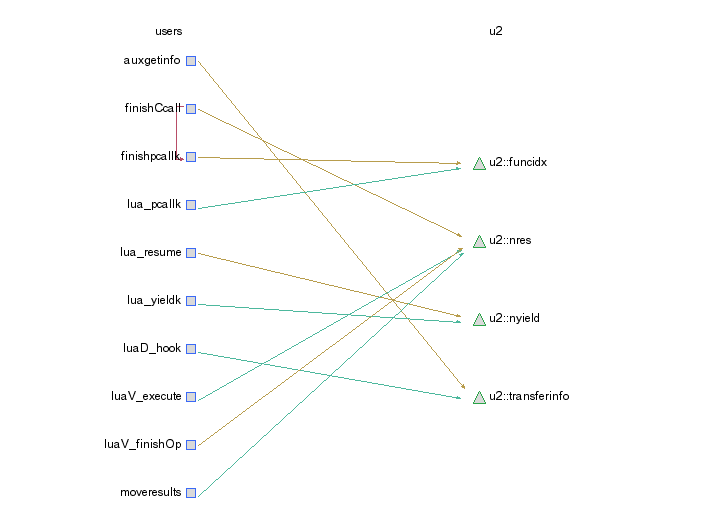 users
u2
auxgetinfo
finishCcall
finishpcallk
lua_pcallk
lua_resume
lua_yieldk
luaD_hook
luaV_execute
luaV_finishOp
moveresults
u2::funcidx
u2::nres
u2::nyield
u2::transferinfo